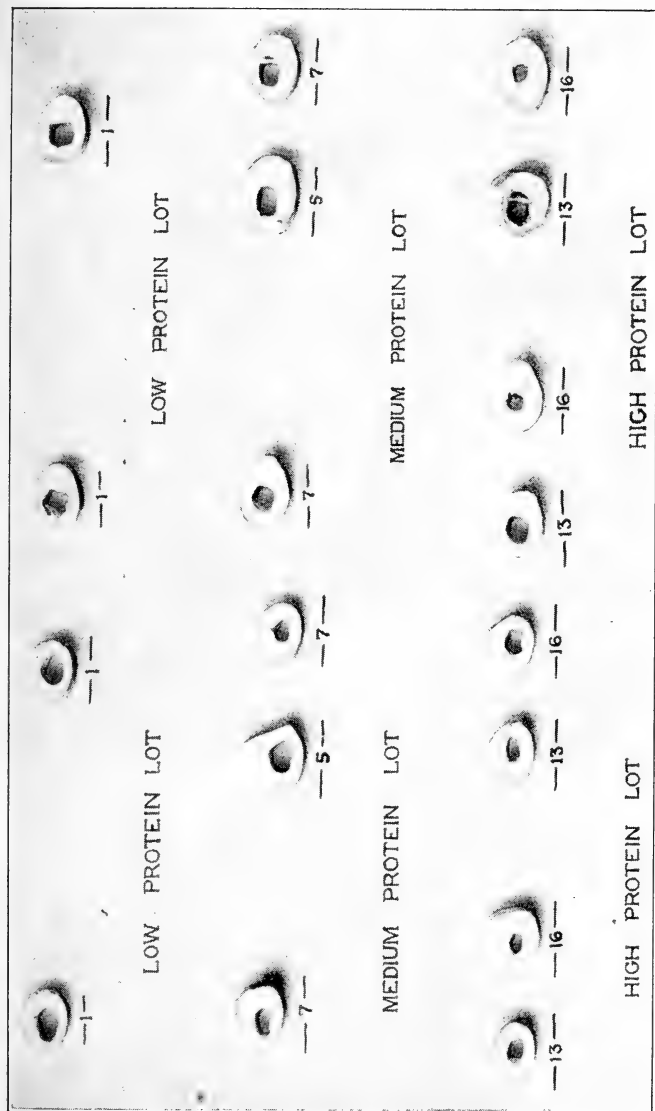 —1— —1— —1— —1—
LOW PROTEIN LOT LOW PROTEIN LOT
—7— —5— —7— —7— —5— —7—
MEDIUM PROTEIN LOT MEDIUM PROTEIN LOT
—13— —16— —13— —16— —13— —16— —13— —16—
HIGH PROTEIN LOT HIGH PROTEIN LOT